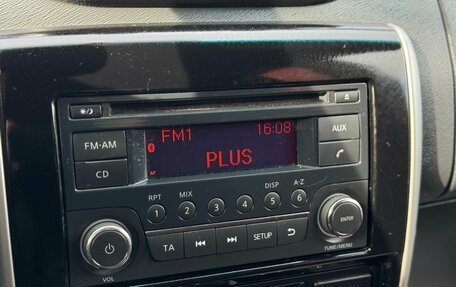 FM1 16:08
PLUS
AF
FM·AM
CD
AUX
RPT MIX DISP A-Z
1 2 3 4 5 6
TA SETUP
ENTER
VOL
TUNE/MENU